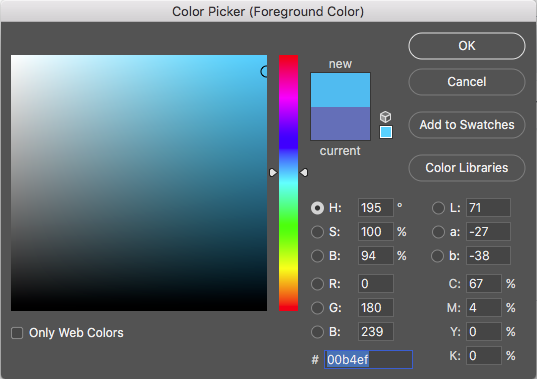 Color Picker (Foreground Color)
new
current
OK
Cancel
Add to Swatches
Color Libraries
H: 195 °
S: 100 %
B: 94 %
R: 0
G: 180
B: 239
# 00b4ef
L: 71
a: -27
b: -38
C: 67 %
M: 4 %
Y: 0 %
K: 0 %
Only Web Colors